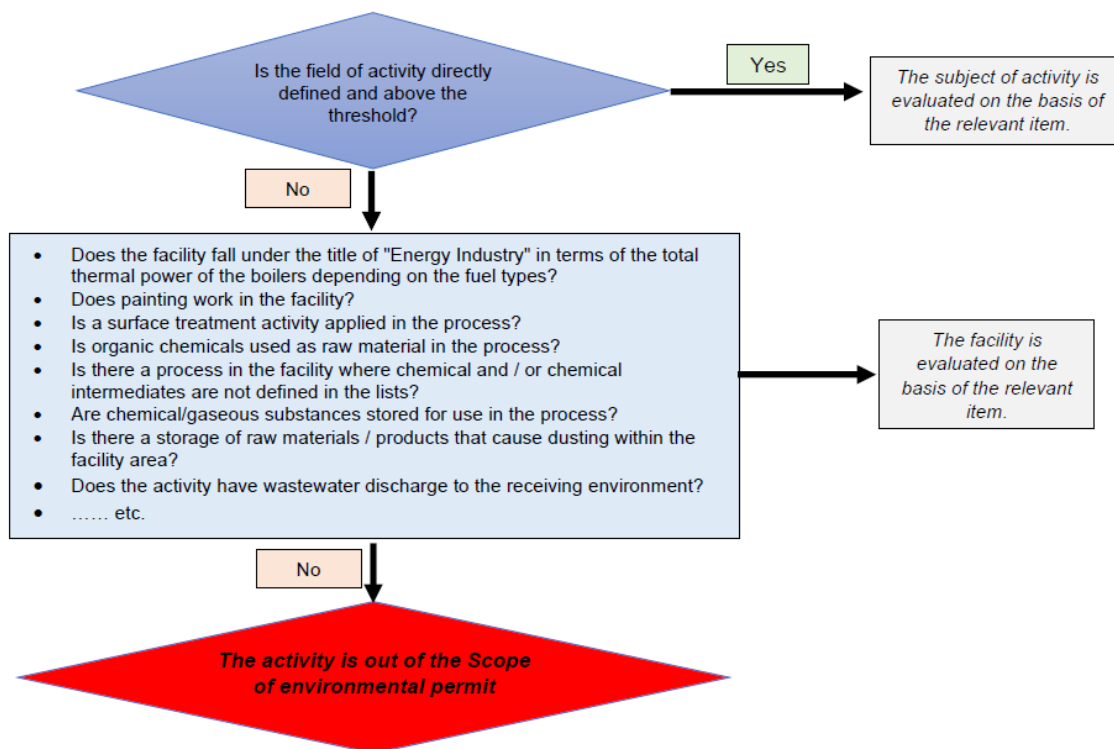 Is the field of activity directly
defined and above the
threshold?
Yes
The subject of activity is
evaluated on the basis of
the relevant item.
No
• Does the facility fall under the title of "Energy Industry" in terms of the total
thermal power of the boilers depending on the fuel types?
• Does painting work in the facility?
• Is a surface treatment activity applied in the process?
• Is organic chemicals used as raw material in the process?
• Is there a process in the facility where chemical and / or chemical
intermediates are not defined in the lists?
• Are chemical/gaseous substances stored for use in the process?
• Is there a storage of raw materials / products that cause dusting within the
facility area?
• Does the activity have wastewater discharge to the receiving environment?
• …… etc.
The facility is
evaluated on the
basis of the relevant
item.
No
The activity is out of the Scope
of environmental permit